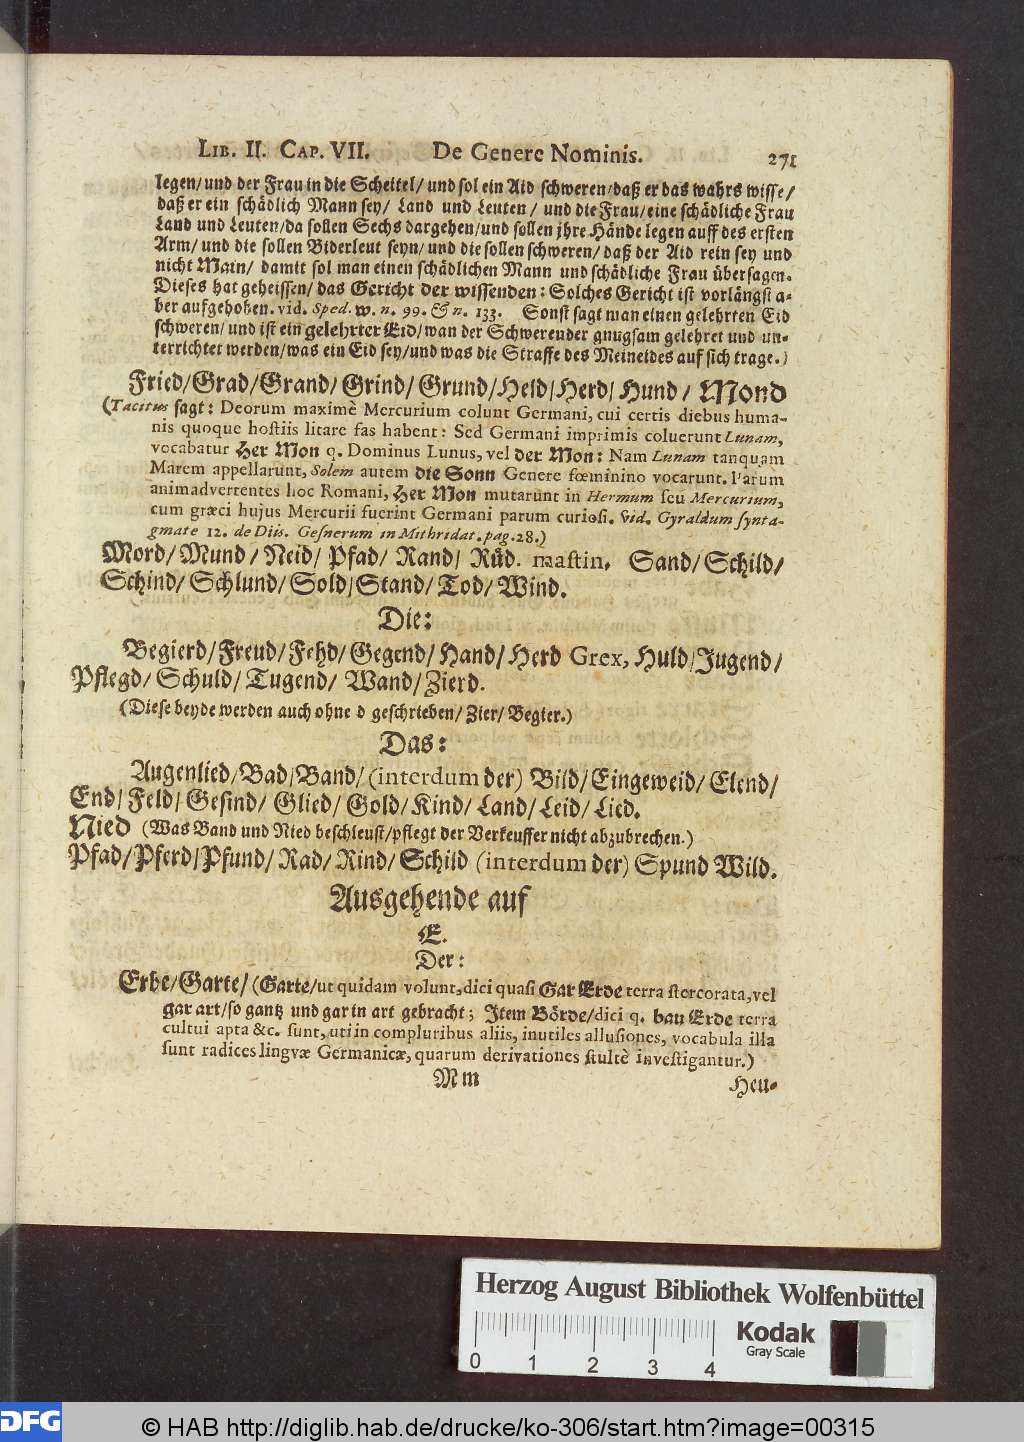 LIB. II. CAP. VII. De Genere Nominis. 271
legen/ und der Frau in die Scheitel/ und sol ein Aid schweren/ daß er das wahrs wisse/
daß er ein schädlich Mann sey/ Land und Leuten/ und die Frau/ eine schädliche Frau
Land und Leuten/ da sollen Sechs dargehen/ und sollen jhre Hände legen auff des ersten
Arm/ und die sollen Biderleut seyn/ und die sollen schweren/ daß der Aid rein sey und
nicht Main/ damit sol man einen schädlichen Mann und schädliche Frau übersagen.
Dieses hat geheissen/ das Gericht der wissenden: Solches Gericht ist vorlängst a-
ber aufgehoben. vid. Sped. w. n. 99. & n. 133. Sonst sagt man einen gelehrten Eid
schweren/ und ist ein gelehrter Eid/ wan der Schwerender gnugsam gelehret und un-
terrichtet werden/ was ein Eid sey/ und was die Straffe des Meineides auf sich trage.)
Fried/ Grad/ Grand/ Grind/ Grund/ Held/ Herd/ Hund/ Mond
(Tacitus sagt: Deorum maximè Mercurium colunt Germani, cui certis diebus huma-
nis quoque hostiis litare fas habent: Sed Germani imprimis coluerunt Lunam,
vocabatur Her Mon q. Dominus Lunus, vel der Mon: Nam Lunam tanquam
Marem appellarunt, Solem autem die Sonn Genere fœminino vocarunt. Parum
animadvertentes hoc Romani, Her Mon mutarunt in Hermum seu Mercurium,
cum græci hujus Mercurii fuerint Germani parum curiosi. Vid. Gyraldum synta-
gmate 12. de Diis. Gesnerum in Mithridat. pag. 28.)
Mord/ Mund/ Neid/ Pfad/ Rand/ Rüd. mastin, Sand/ Schild/
Schind/ Schlund/ Sold/ Stand/ Tod/ Wind.
Die:
Begierd/ Freud/ Fehd/ Gegend/ Hand/ Herd Grex, Huld/ Jugend/
Pflegd/ Schuld/ Tugend/ Wand/ Zierd.
(Diese beyde werden auch ohne d geschrieben/ Zier/ Begier.)
Das:
Augenlied/ Bad/ Band/ (interdum der) Bild/ Eingeweid/ Elend/
End/ Feld/ Gesind/ Glied/ Gold/ Kind/ Land/ Leid/ Lied.
Nied (Was Band und Nied beschleust/ pflegt der Verkeuffer nicht abzubrechen.)
Pfad/ Pferd/ Pfund/ Rad/ Rind/ Schild (interdum der) Spund Wild.
Ausgehende auf
E.
Der:
Erbe/ Garte/ (Garte/ ut quidam volunt, dici quasi Gar Erde terra stercorata, vel
gar art/ so gantz und gar in art gebracht; Item Börde/ dici q. bau Erde terra
cultui apta &c. sunt, uti in compluribus aliis, inutiles allusiones, vocabula illa
sunt radices lingvæ Germanicæ, quarum derivationes stultè investigantur.)
Mm Heu-
Herzog August Bibliothek Wolfenbüttel
Kodak
Gray Scale
0 1 2 3 4
DFG © HAB http://diglib.hab.de/drucke/ko-306/start.htm?image=00315